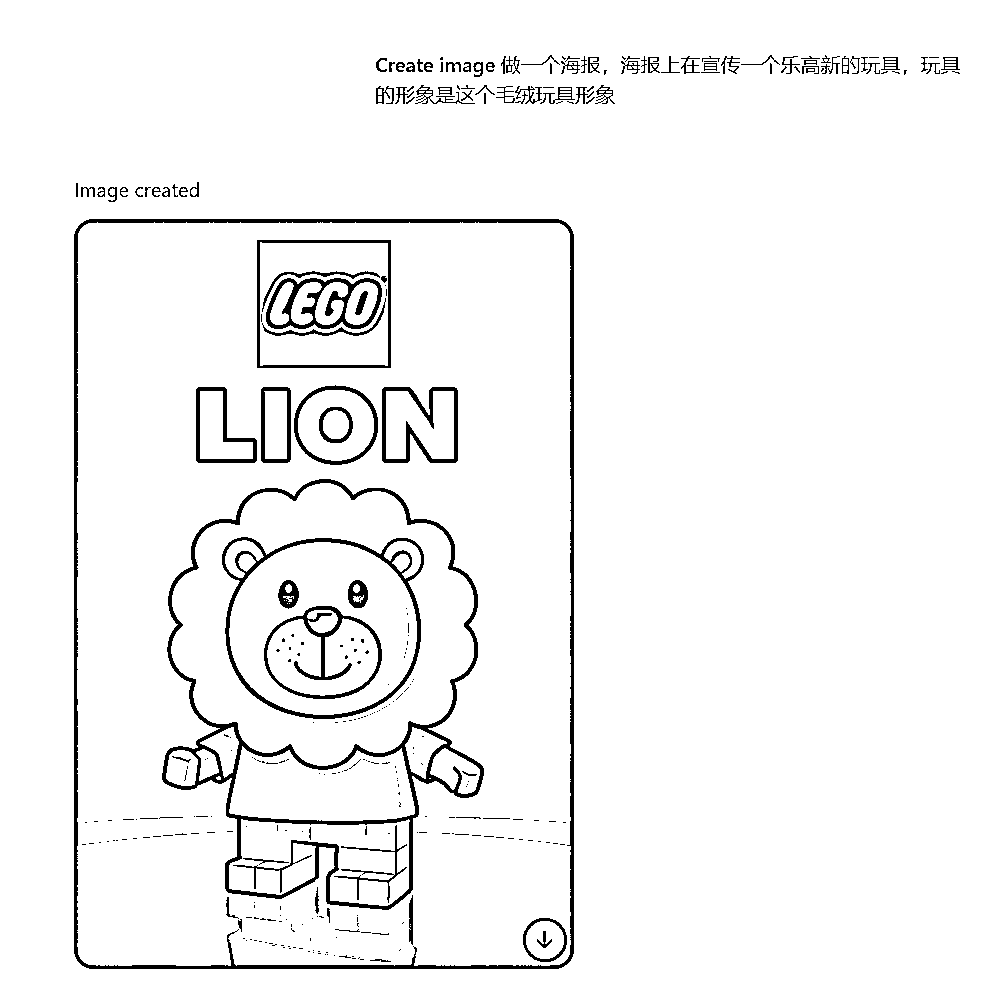 Create image 做一个海报，海报上在宣传一个乐高新的玩具，玩具
的形象是这个毛绒玩具形象
Image created
LEGO
LION